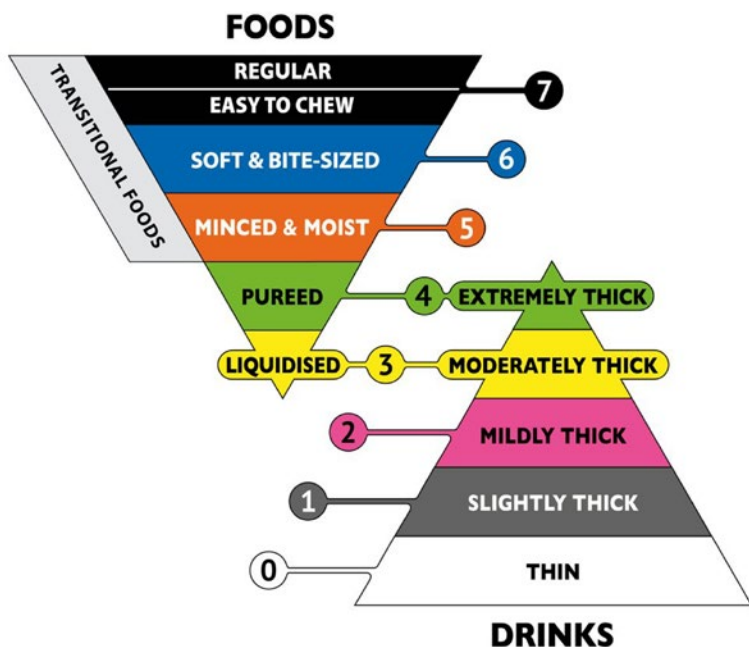 FOODS
TRANSITIONAL FOODS
REGULAR
EASY TO CHEW
7
SOFT & BITE-SIZED
6
MINCED & MOIST
5
PUREED
4
EXTREMELY THICK
LIQUIDISED
3
MODERATELY THICK
2
MILDLY THICK
1
SLIGHTLY THICK
0
THIN
DRINKS